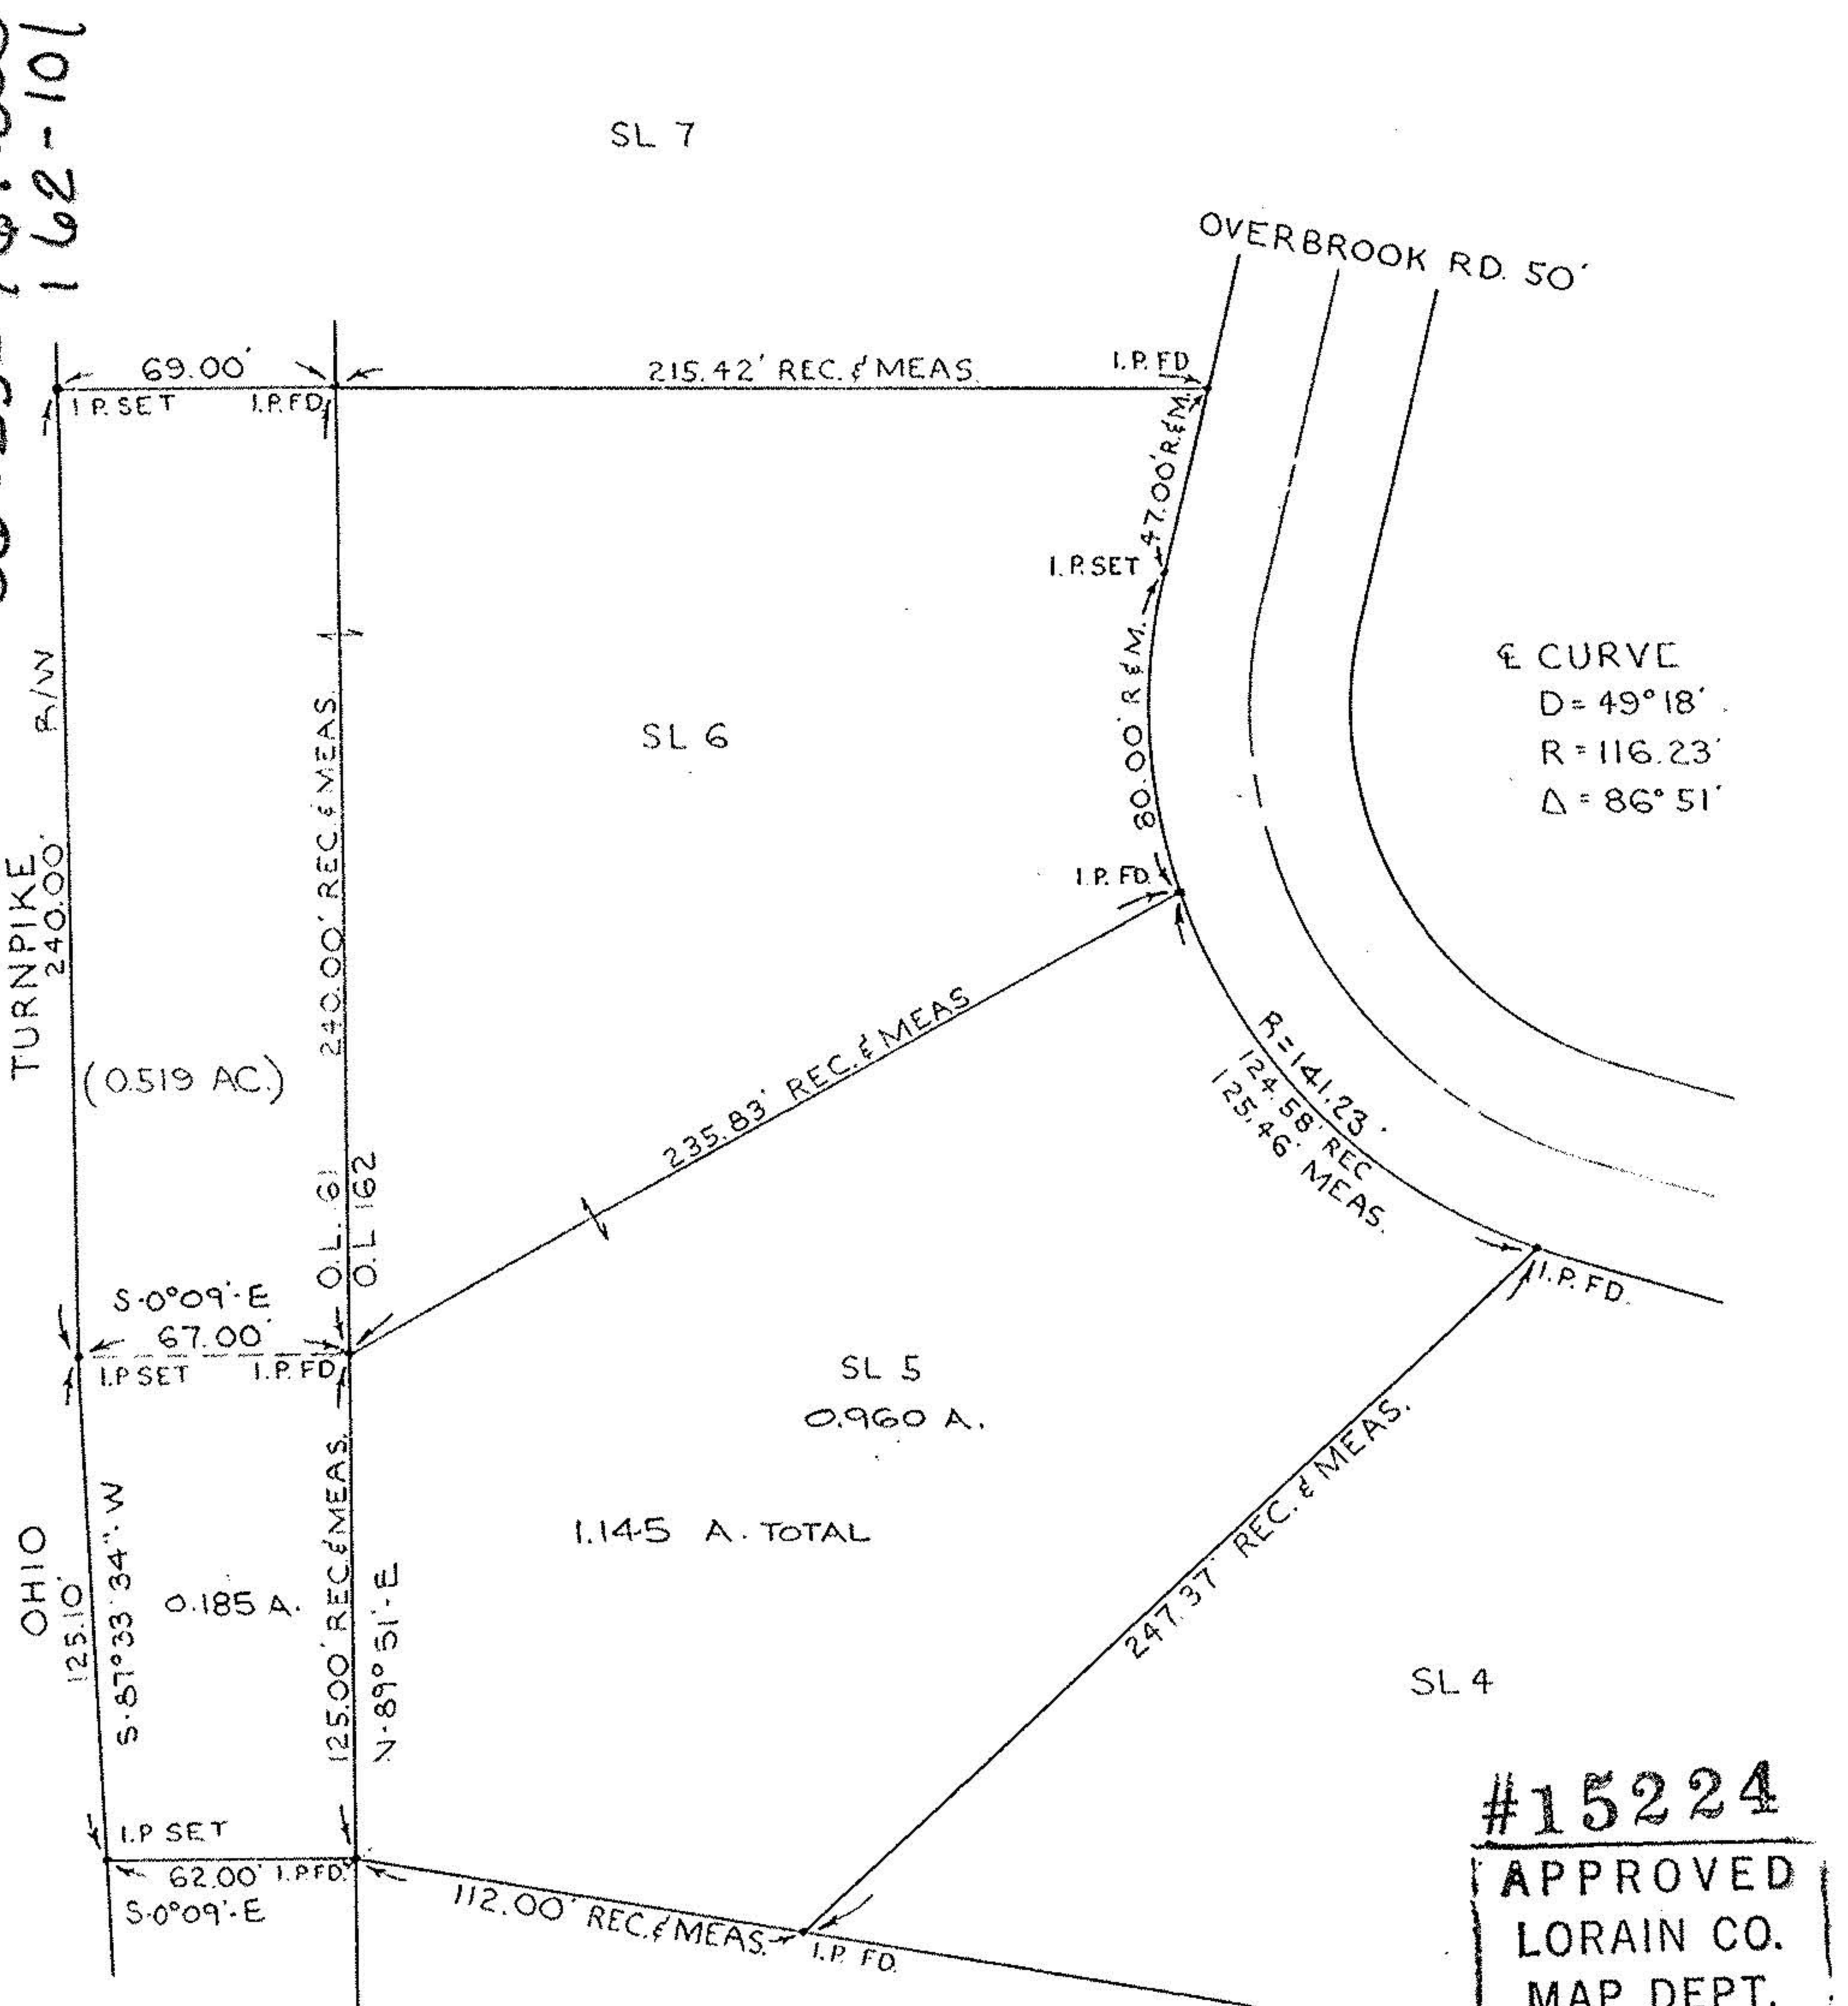 162-101
SL 7
OVERBROOK RD. 50'
69.00'
215.42' REC. & MEAS.
I.P. FD
I.P. SET
I.P. FD.
47.00' R. & M.
I.P. SET
R/W
80.00' R & M.
℄ CURVE
D = 49° 18'
R = 116.23'
Δ = 86° 51'
SL 6
240.00' REC. & MEAS.
TURNPIKE
240.00'
I.P. FD.
235.83' REC. & MEAS
R = 141.23'
124.58' REC
125.46' MEAS.
(0.519 AC.)
O.L. 161
O.L 162
S-0°09'-E
67.00'
I.P SET
I.P. FD.
I.P. FD.
SL 5
0.960 A.
1.145 A. TOTAL
247.37' REC. & MEAS.
OHIO
125.10'
S-87°33'34"-W
0.185 A.
125.00' REC. & MEAS.
N-89°51'-E
SL 4
I.P SET
62.00' I.P. FD.
S-0°09'-E
112.00' REC. & MEAS.
I.P. FD.
#15224
APPROVED
LORAIN CO.
MAP DEPT.